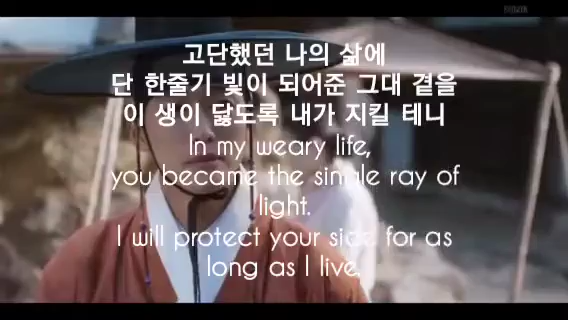 고단했던 나의 삶에
단 한줄기 빛이 되어준 그대 곁을
이 생이 닳도록 내가 지킬 테니
In my weary life,
you became the single ray of
light.
I will protect your side for as
long as I live.